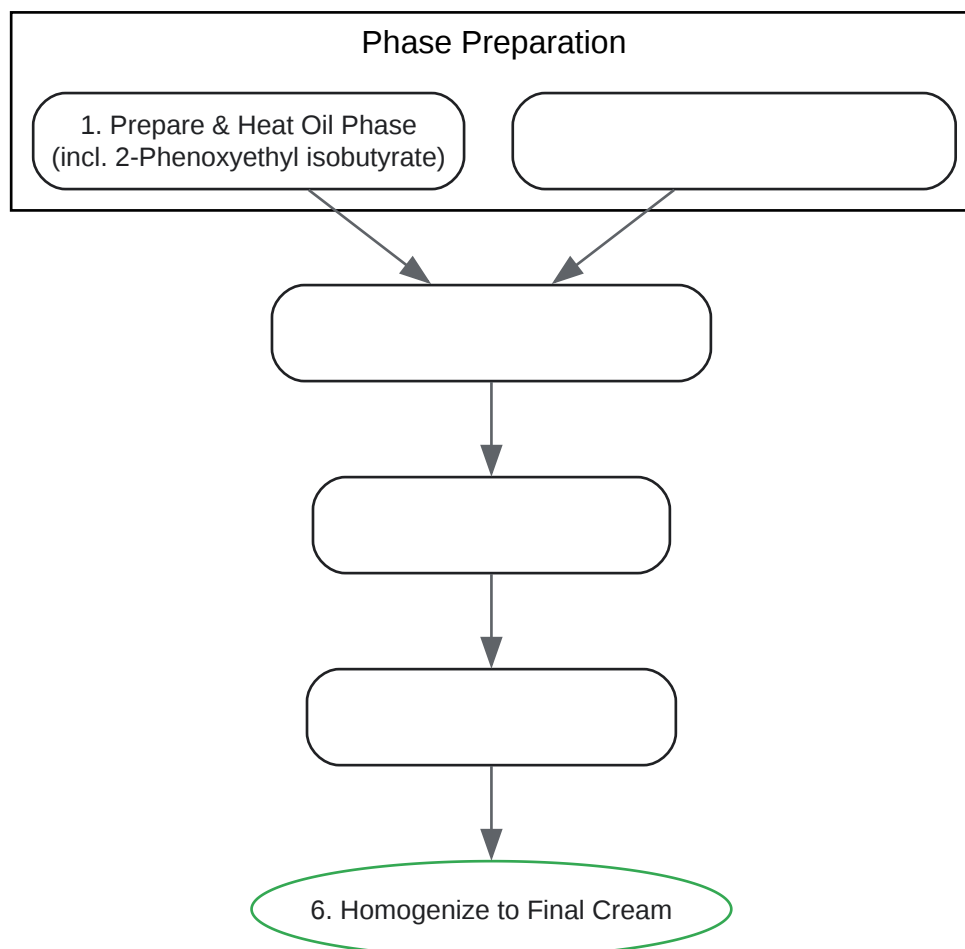 Phase Preparation
1. Prepare & Heat Oil Phase
(incl. 2-Phenoxyethyl isobutyrate)
6. Homogenize to Final Cream